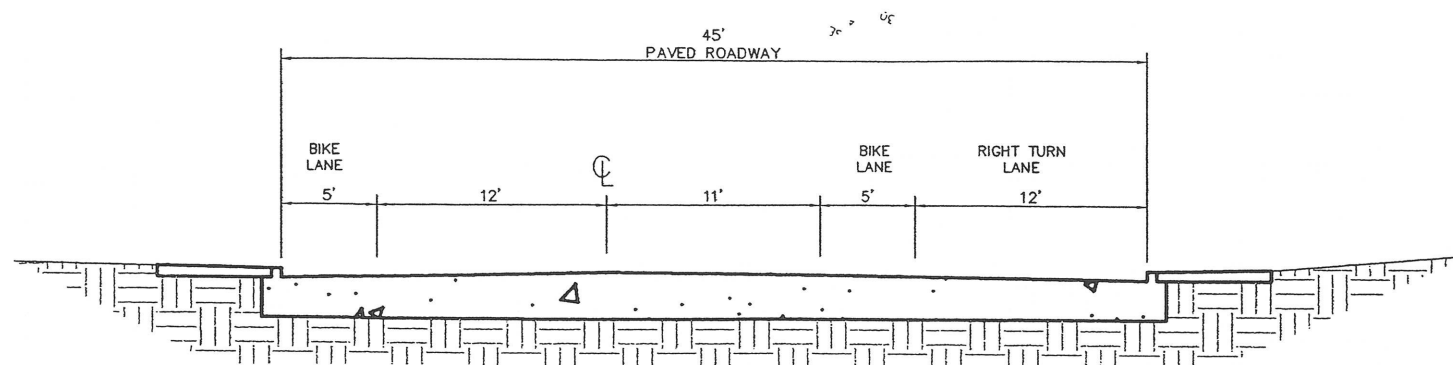 45'
PAVED ROADWAY
BIKE
LANE
℄
BIKE
LANE
RIGHT TURN
LANE
5'
12'
11'
5'
12'